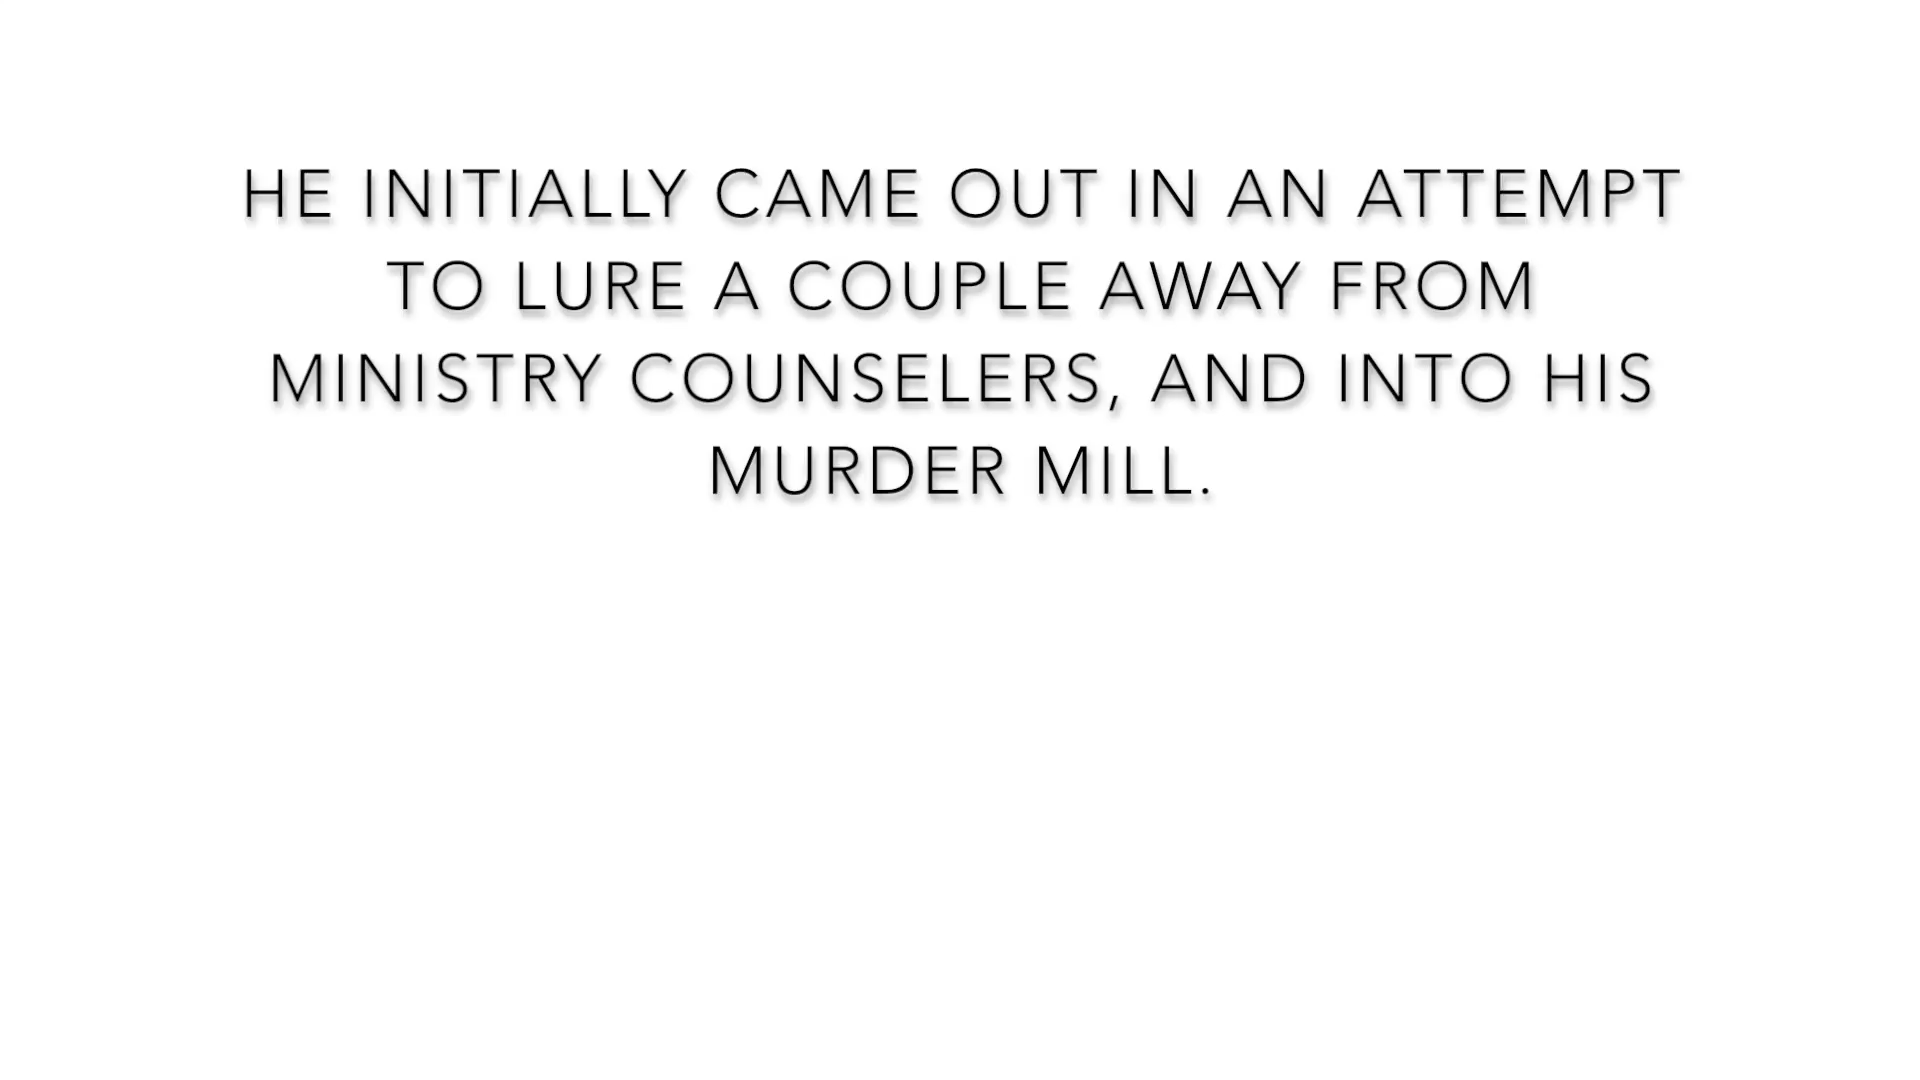 HE INITIALLY CAME OUT IN AN ATTEMPT
TO LURE A COUPLE AWAY FROM
MINISTRY COUNSELERS, AND INTO HIS
MURDER MILL.